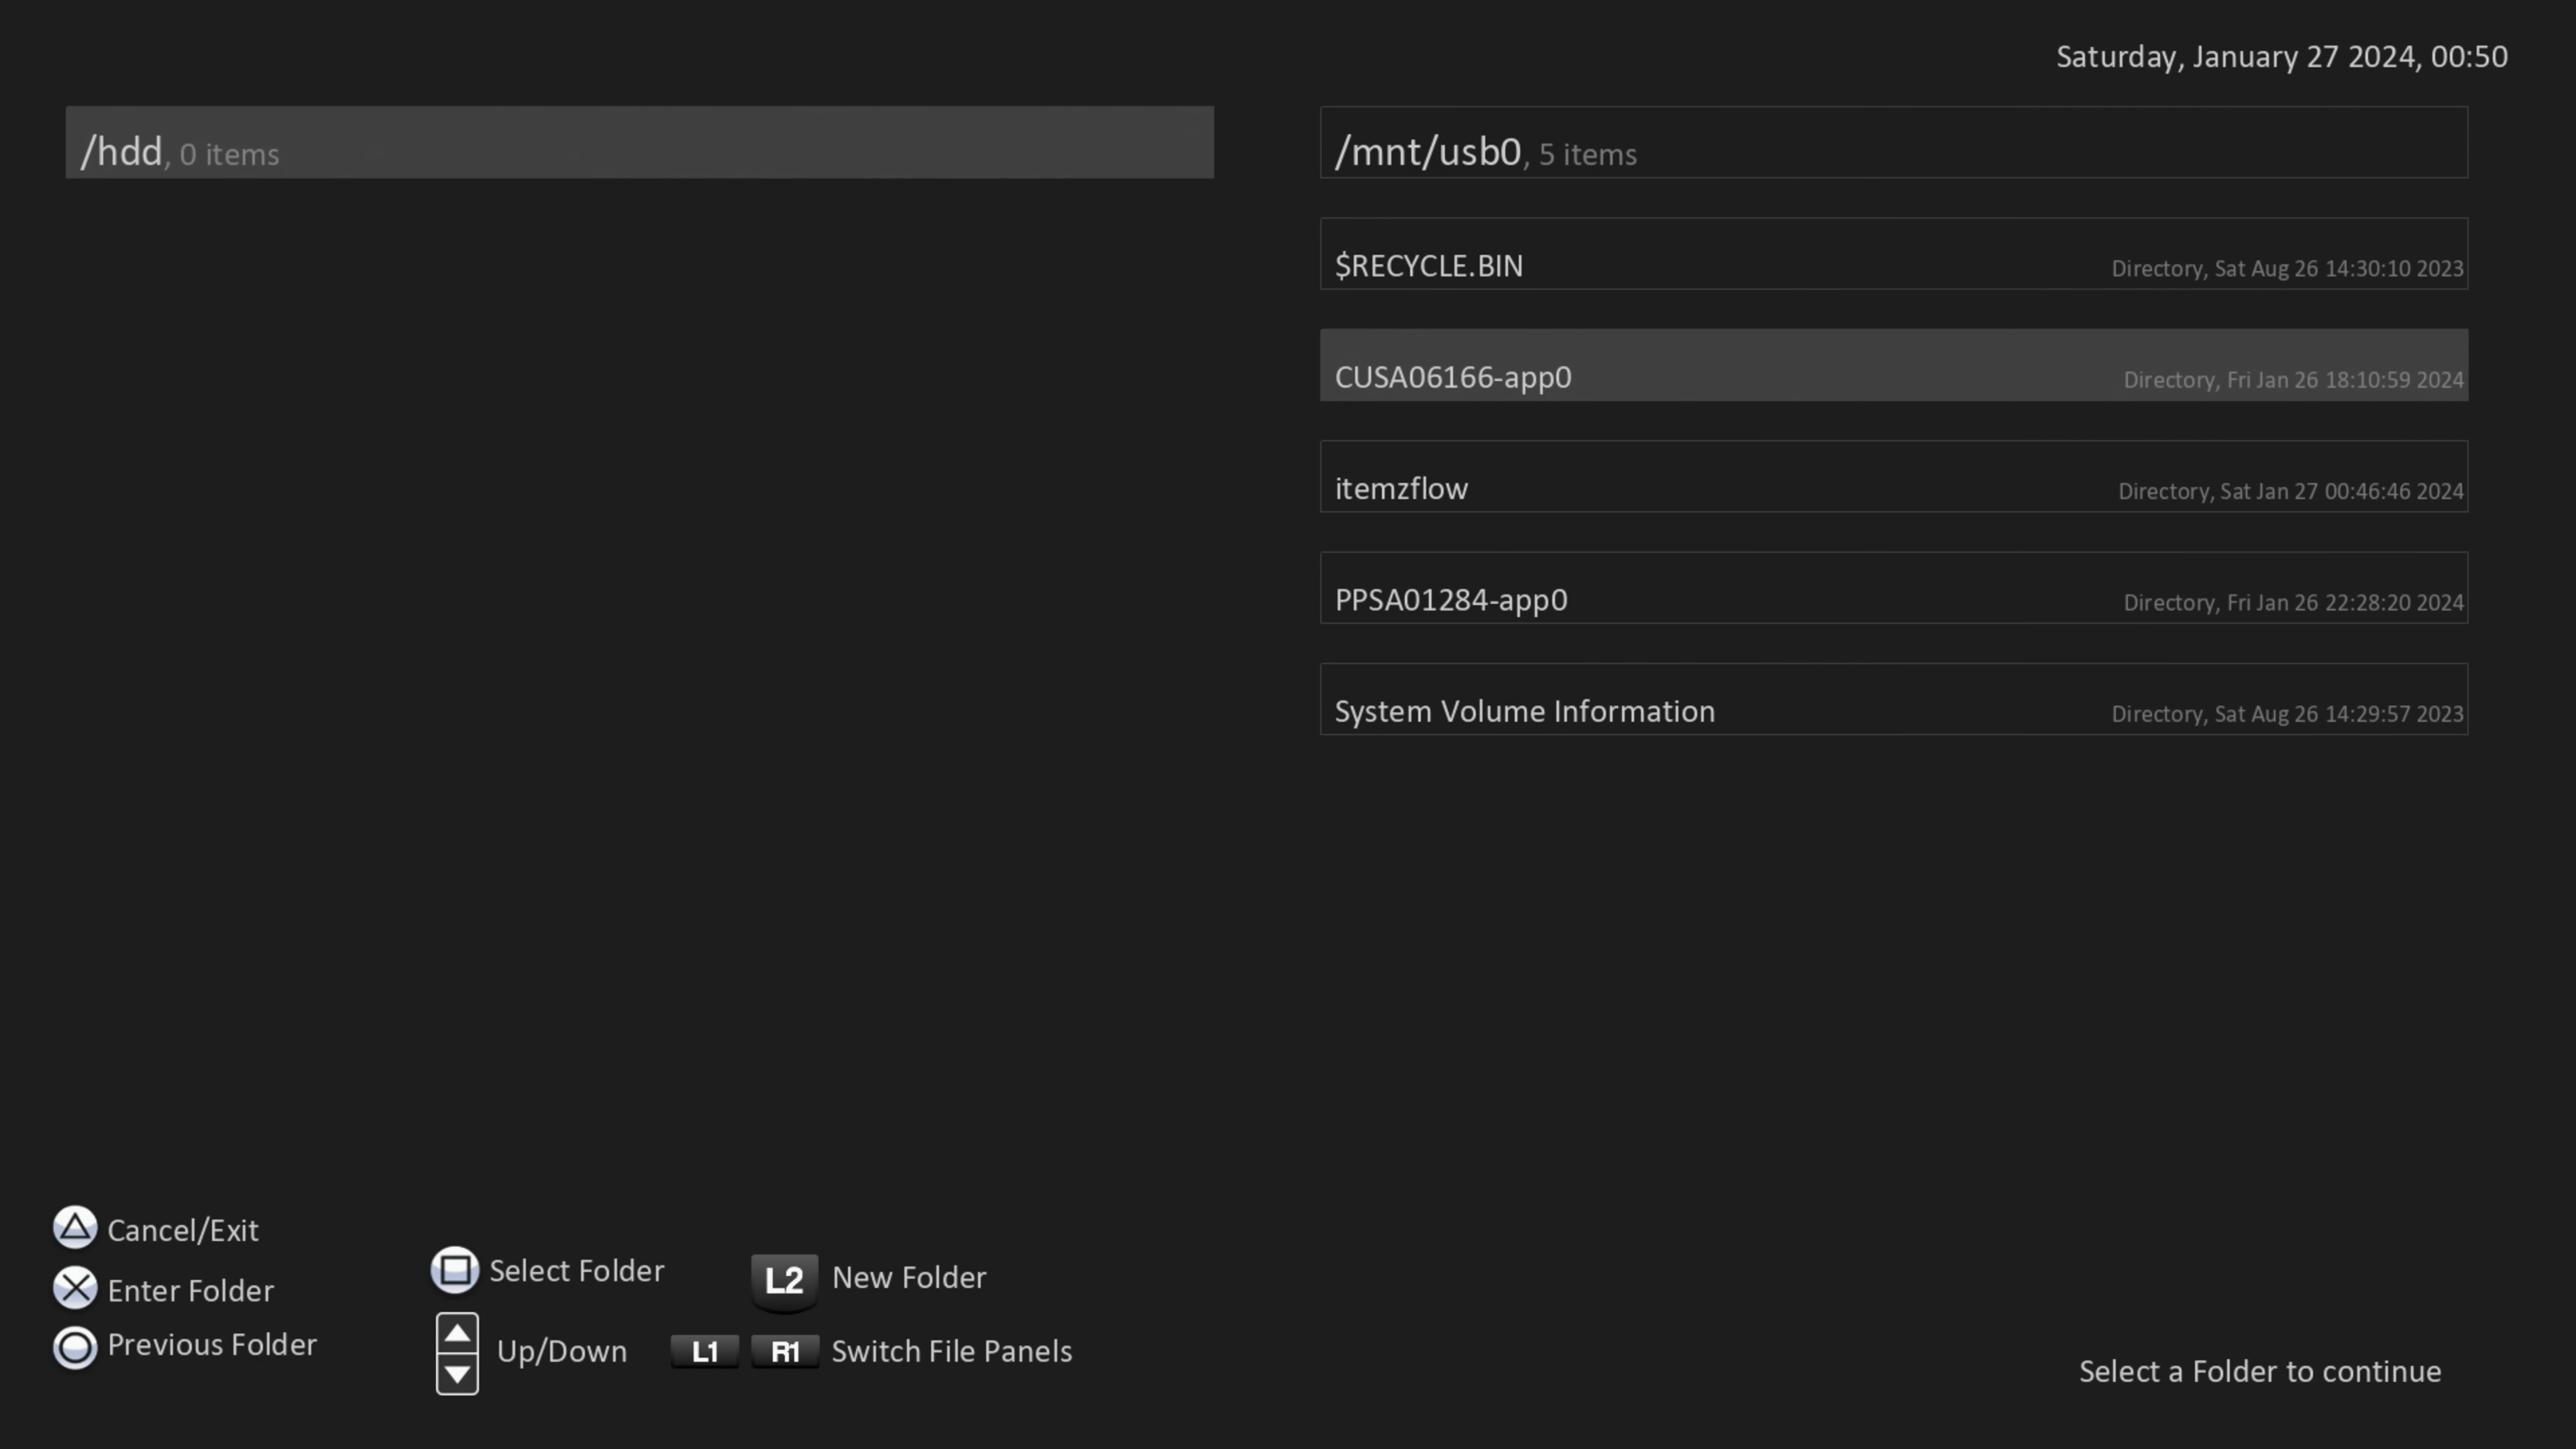 Saturday, January 27 2024, 00:50
/hdd, 0 items
/mnt/usb0, 5 items
$RECYCLE.BIN
Directory, Sat Aug 26 14:30:10 2023
CUSA06166-app0
Directory, Fri Jan 26 18:10:59 2024
itemzflow
Directory, Sat Jan 27 00:46:46 2024
PPSA01284-app0
Directory, Fri Jan 26 22:28:20 2024
System Volume Information
Directory, Sat Aug 26 14:29:57 2023
Cancel/Exit
Enter Folder
Previous Folder
Select Folder
Up/Down
L2 New Folder
L1 R1 Switch File Panels
Select a Folder to continue